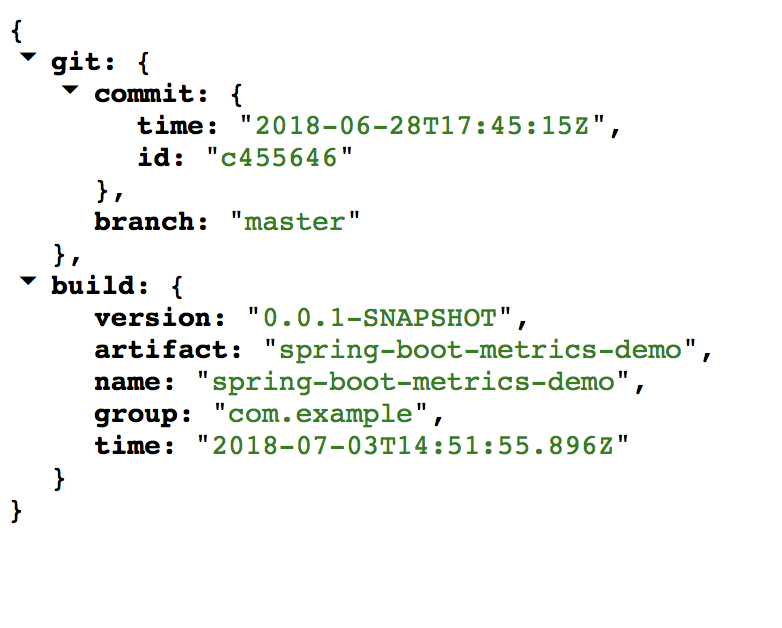 {
git: {
commit: {
time: "2018-06-28T17:45:15Z",
id: "c455646"
},
branch: "master"
},
build: {
version: "0.0.1-SNAPSHOT",
artifact: "spring-boot-metrics-demo",
name: "spring-boot-metrics-demo",
group: "com.example",
time: "2018-07-03T14:51:55.896Z"
}
}